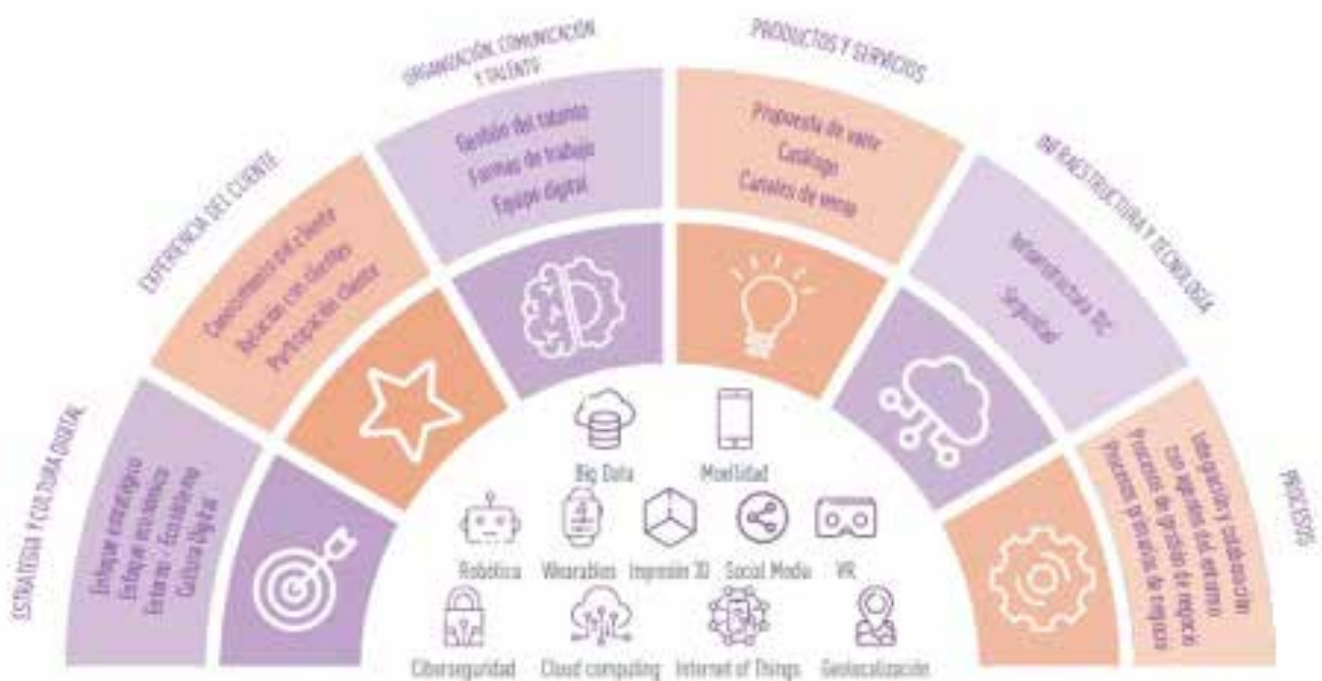 ESTRATEGIA Y CULTURA DIGITAL
Enfoque estratégico
Enfoque económico
Entorno / Ecosistema
Cultura Digital
EXPERIENCIA DEL CLIENTE
Conocimiento del cliente
Relación con clientes
Participación cliente
ORGANIZACIÓN, COMUNICACIÓN
Y TALENTO
Gestión del talento
Formas de trabajo
Equipo digital
PRODUCTOS Y SERVICIOS
Propuesta de valor
Catálogo
Canales de
INFRAESTRUCTURA Y TECNOLOGÍA
Infraestructura TIC
Seguridad
PROCESOS
Integración y colaboración
con agentes del entorno
Procesos de gestión de negocio
Procesos primarios de negocio
Big Data
Movilidad
Robótica
Wearables
Impresión 3D
Social Media
VR
Ciberseguridad
Cloud computing
Internet of Things
Geolocalización